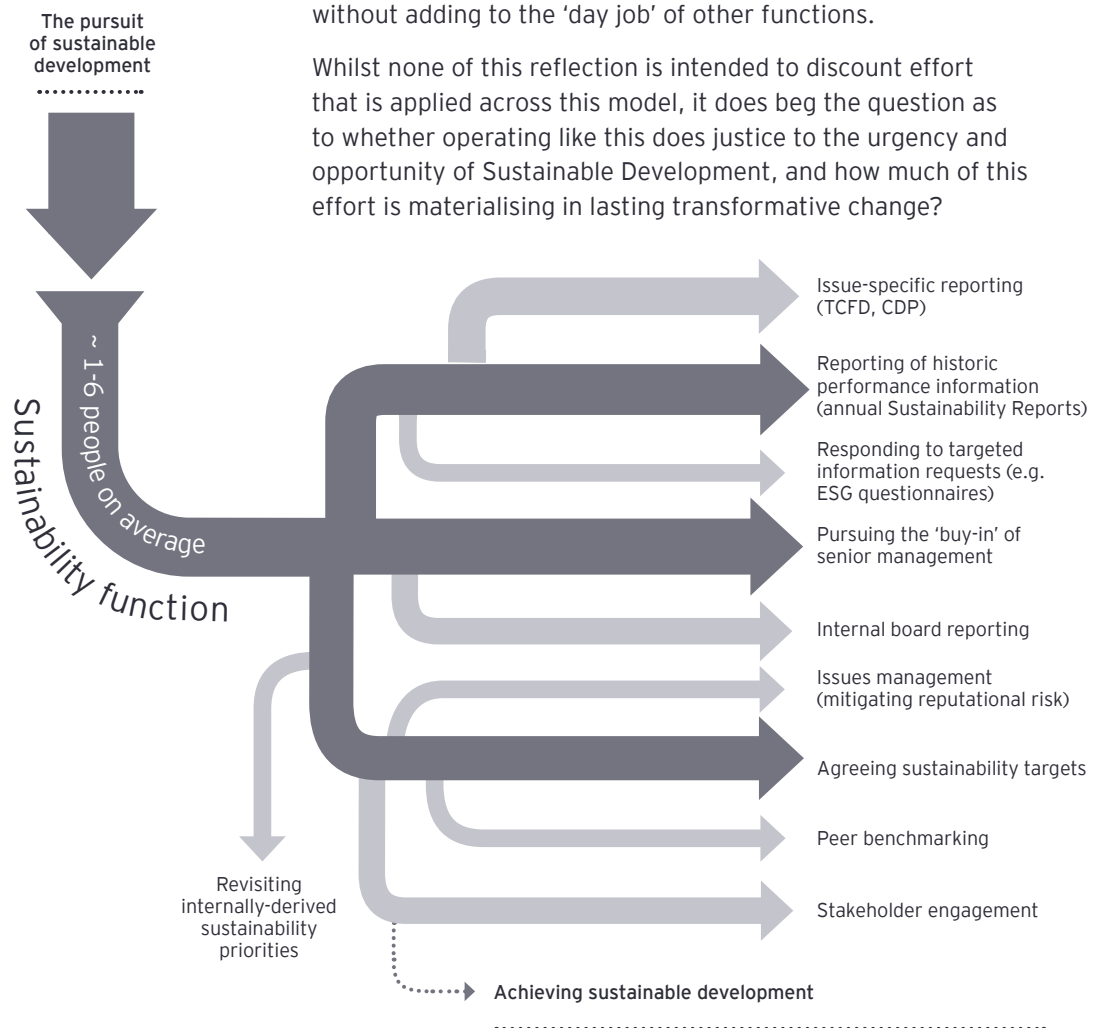 The pursuit
of sustainable
development
without adding to the ‘day job’ of other functions.
Whilst none of this reflection is intended to discount effort
that is applied across this model, it does beg the question as
to whether operating like this does justice to the urgency and
opportunity of Sustainable Development, and how much of this
effort is materialising in lasting transformative change?
~ 1-6 people on average
Sustainability function
Issue-specific reporting
(TCFD, CDP)
Reporting of historic
performance information
(annual Sustainability Reports)
Responding to targeted
information requests (e.g.
ESG questionnaires)
Pursuing the ‘buy-in’ of
senior management
Internal board reporting
Issues management
(mitigating reputational risk)
Agreeing sustainability targets
Peer benchmarking
Stakeholder engagement
Revisiting
internally-derived
sustainability
priorities
Achieving sustainable development